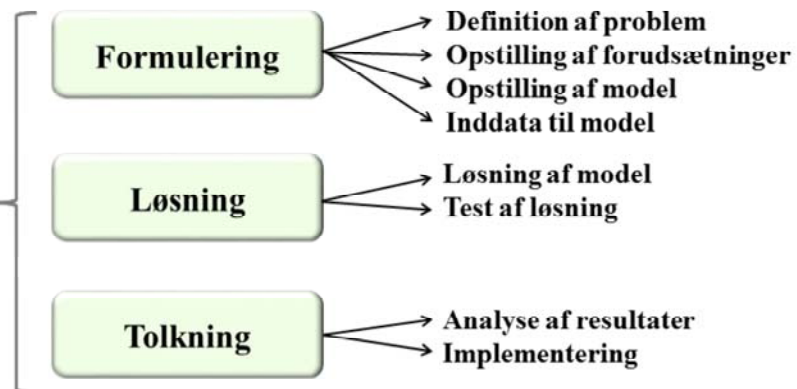 Formulering
Definition af problem
Opstilling af forudsætninger
Opstilling af model
Inddata til model
Løsning
Løsning af model
Test af løsning
Tolkning
Analyse af resultater
Implementering